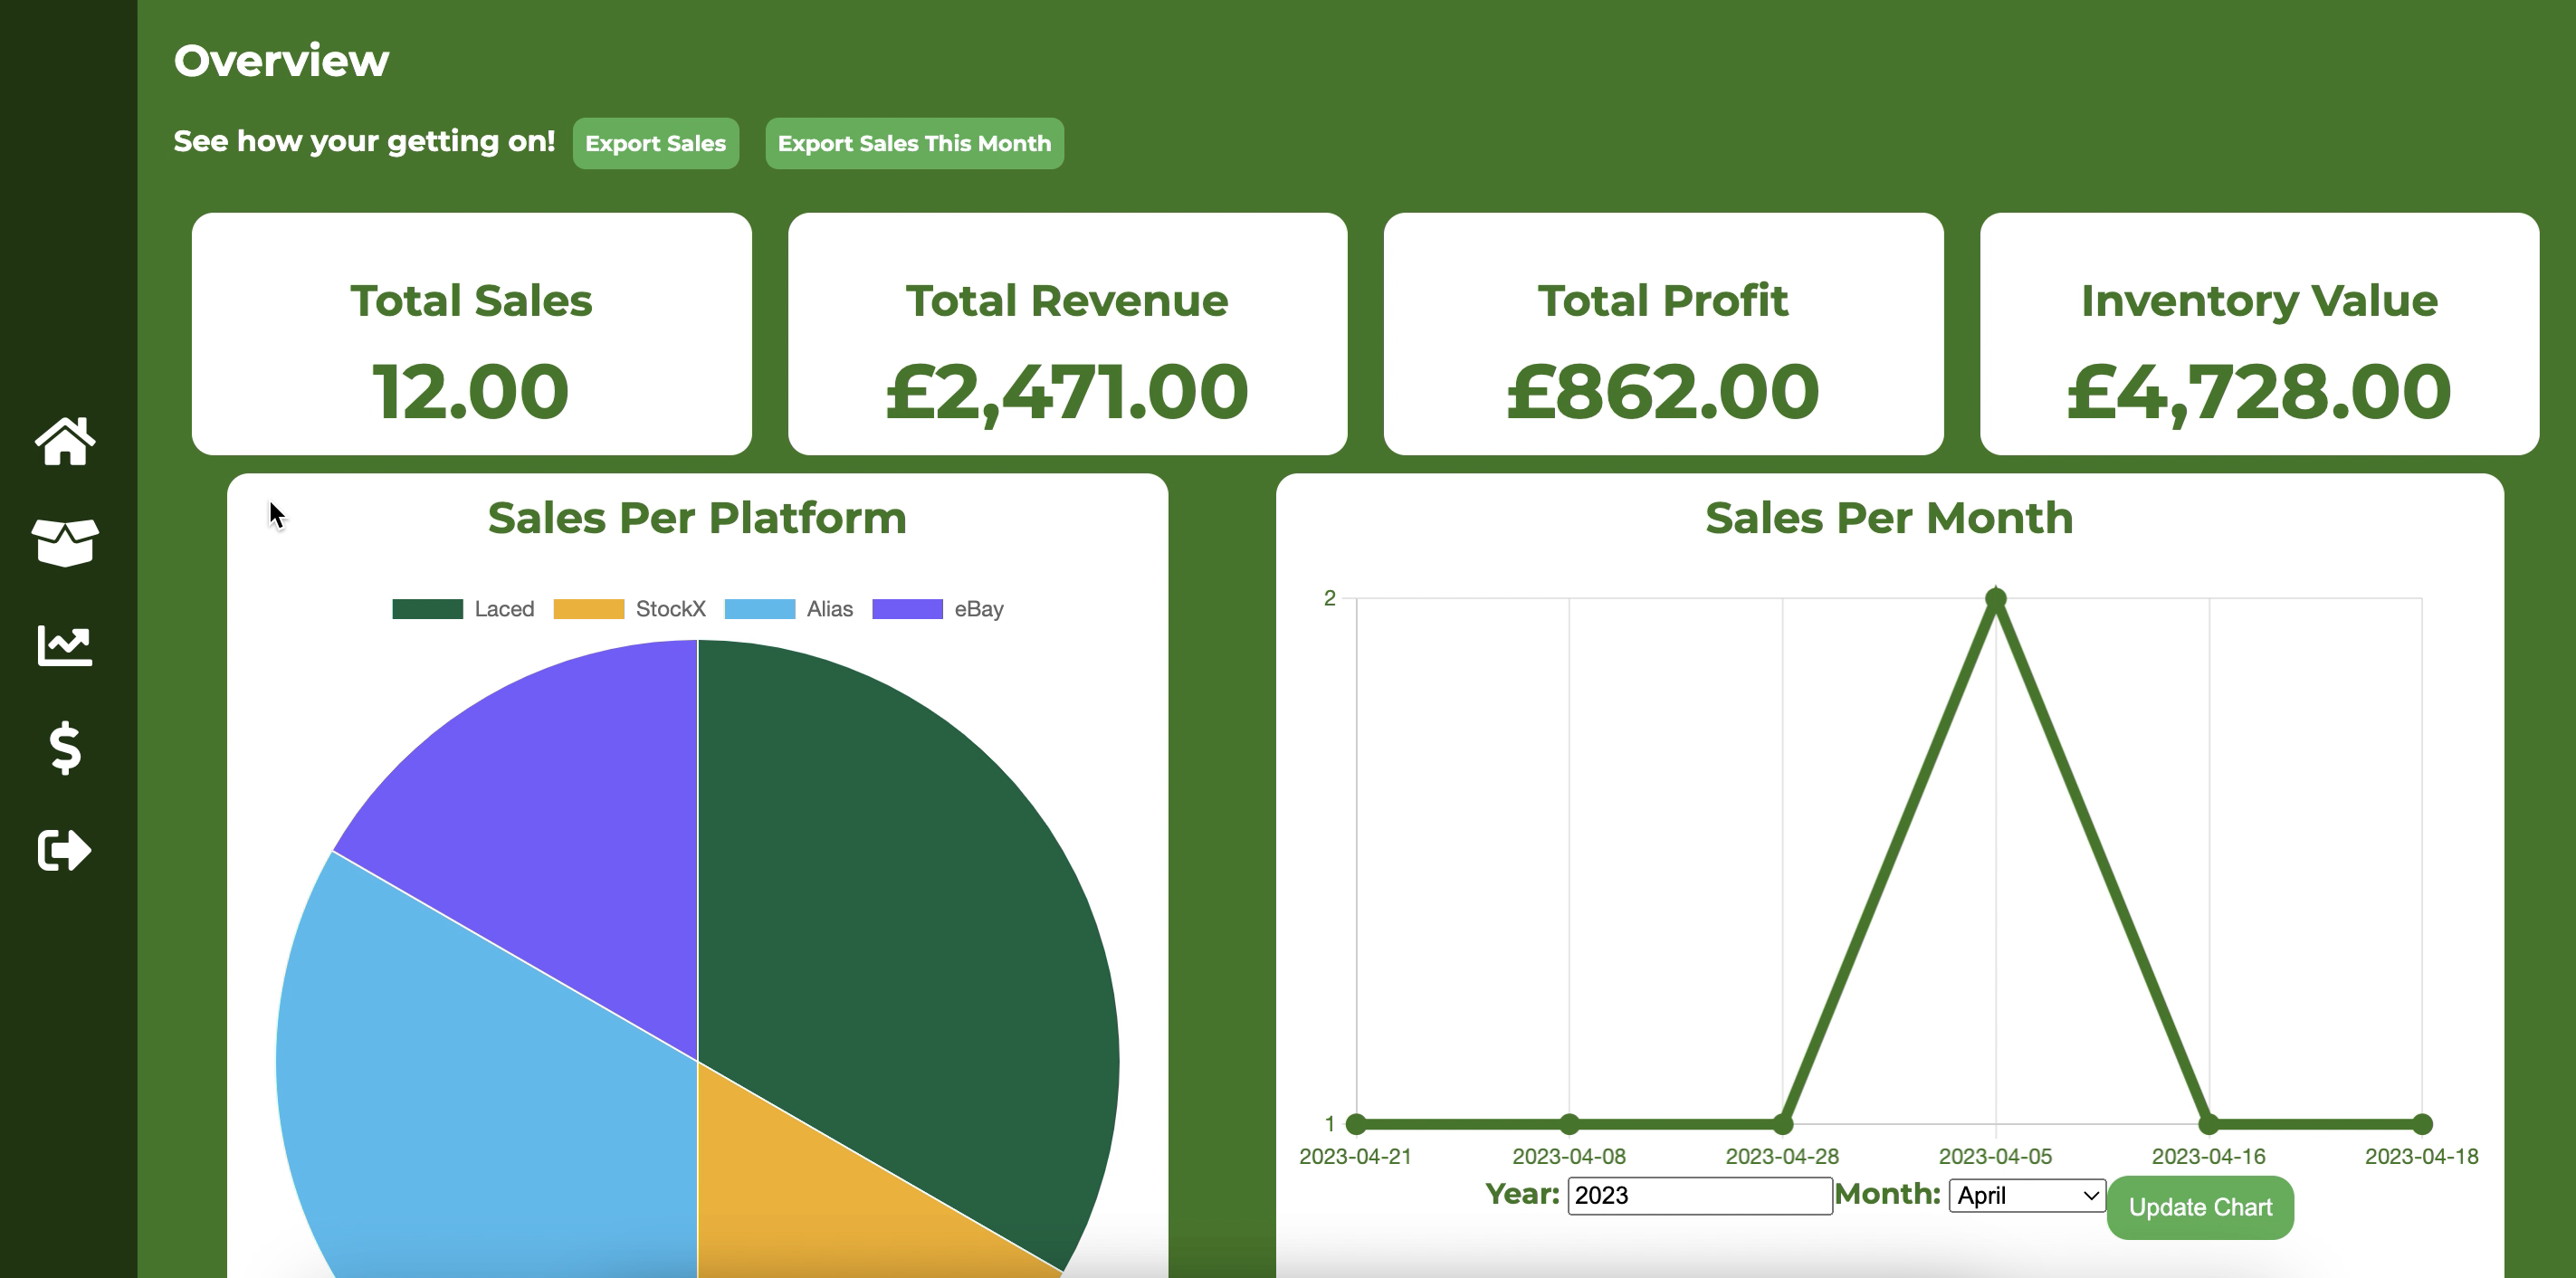 Overview
See how your getting on! Export Sales Export Sales This Month
Total Sales
12.00
Total Revenue
£2,471.00
Total Profit
£862.00
Inventory Value
£4,728.00
Sales Per Platform
Laced StockX Alias eBay
Sales Per Month
2
1
2023-04-21 2023-04-08 2023-04-28 2023-04-05 2023-04-16 2023-04-18
Year: 2023 Month: April Update Chart